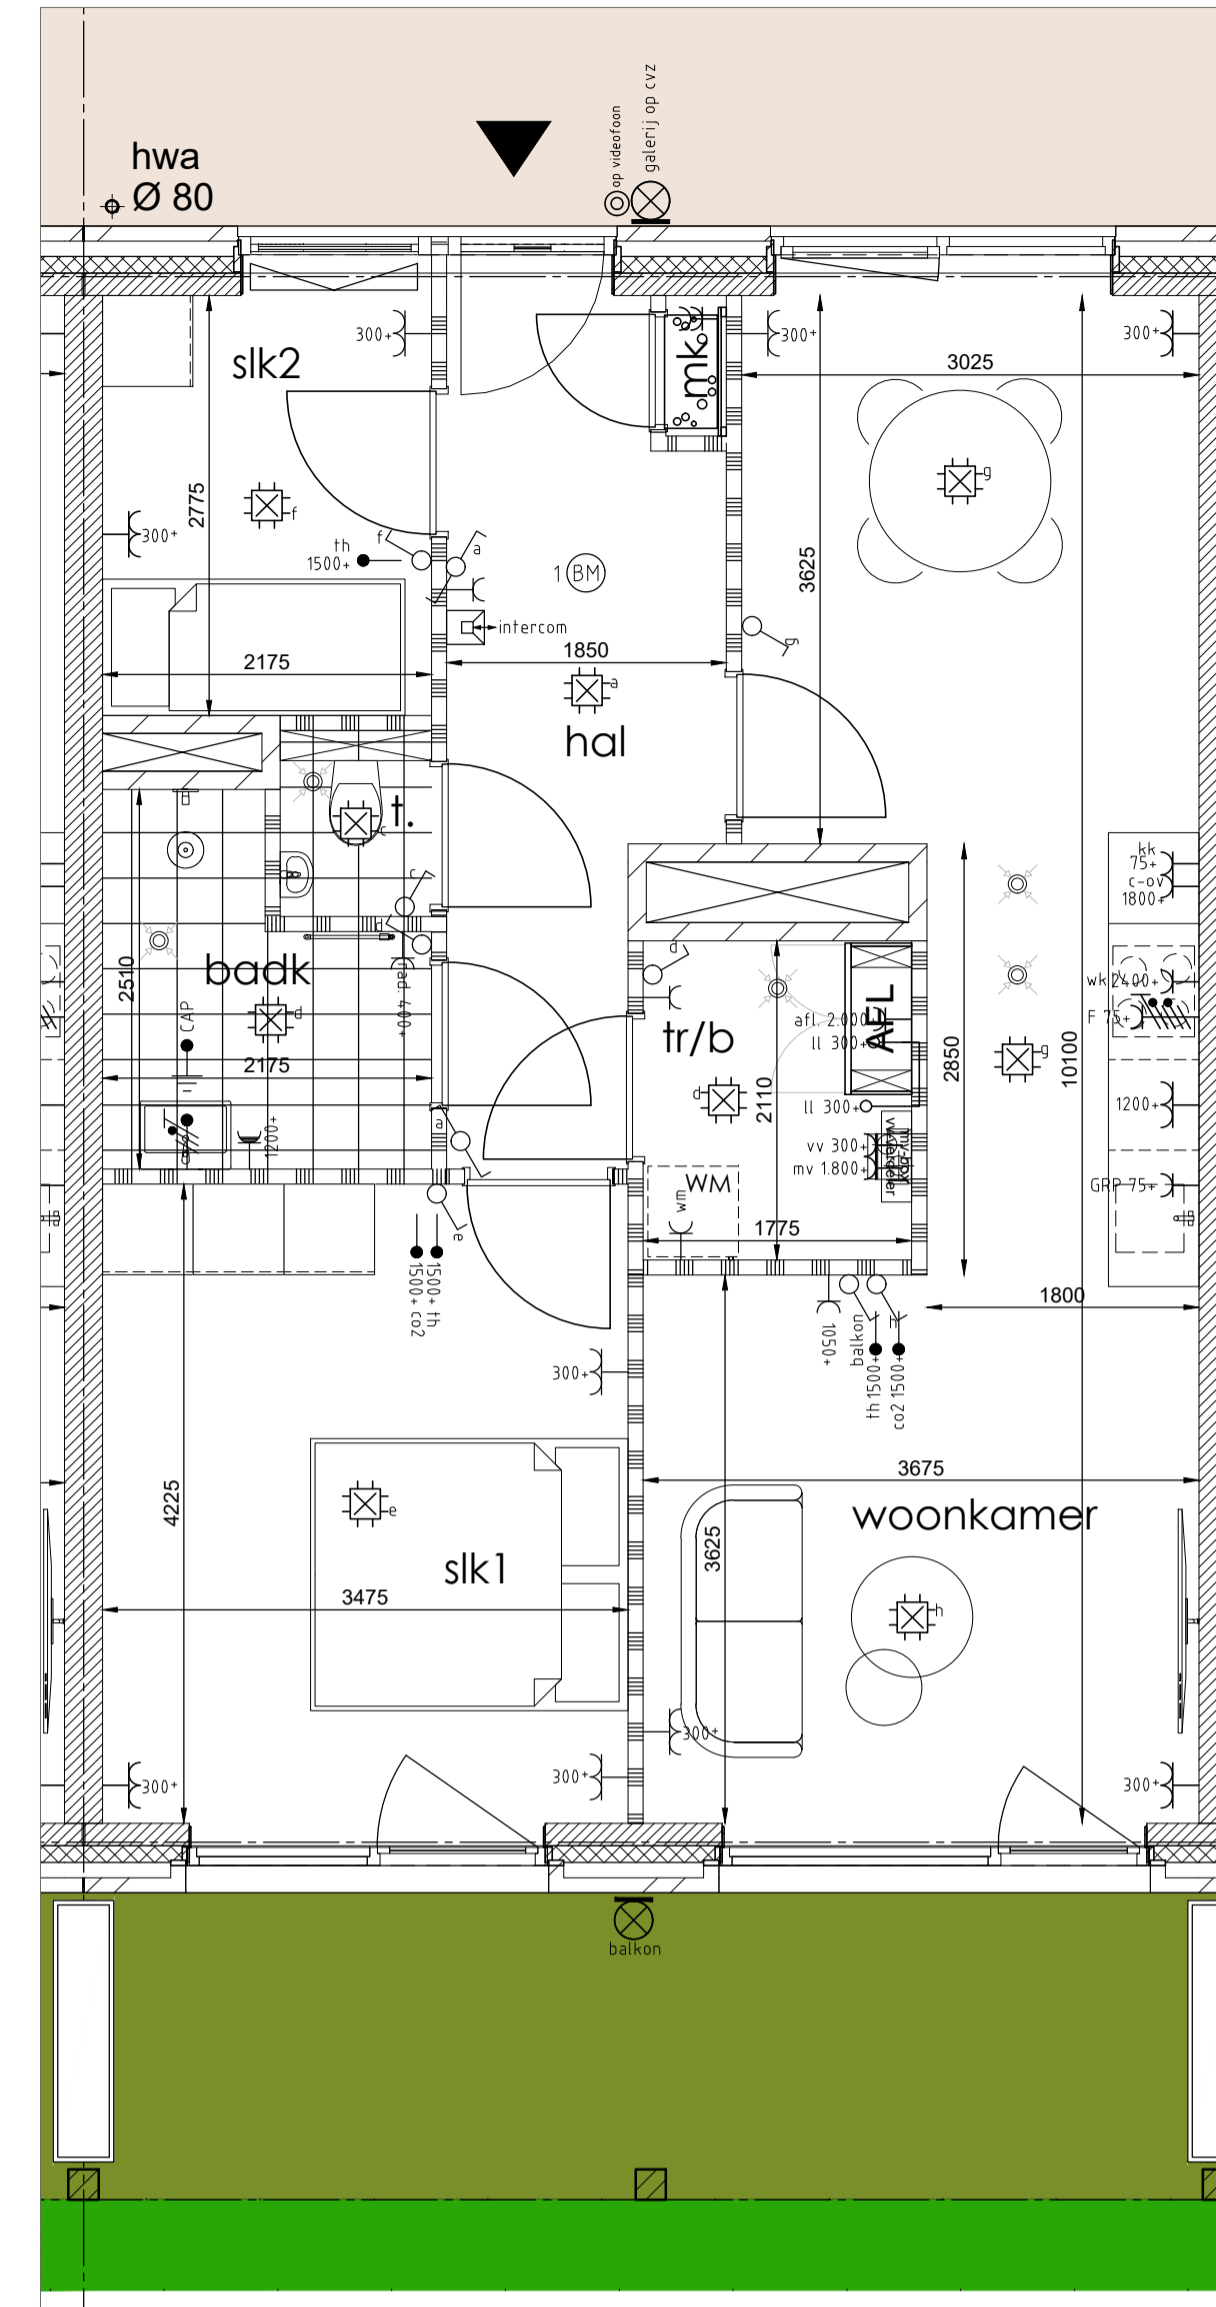 hwa
Ø 80
op videofoon
galerij op cvz
300+
300+
300+
slk2
mk
3025
g
2775
f
300+
th
1500+
f
a
1 BM
3625
intercom
g
2175
1850
a
hal
t.
c
c
d
kk
75+
c-ov
1800+
badk
2510
rad. 400+
d
CAP
2175
1200+
a
d
tr/b
AFL
afl. 2.000
ll 300+
ll 300+
d
2110
2850
10100
g
wk 2400+
F 75+
1200+
GRP 75+
vv 300+
mv 1.800+
WM
wm
1775
1800
e
1500+ co2
1500+ th
1050+
balkon
th 1500+
co2 1500+
h
300+
4225
e
slk1
3475
3675
woonkamer
3625
h
300+
300+
300+
300+
balkon